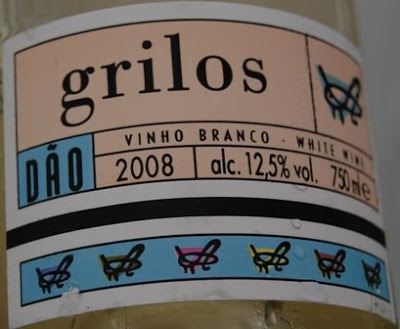 grilos
VINHO BRANCO - WHITE WINE
DÃO
2008 alc. 12,5% vol. 750 ml e